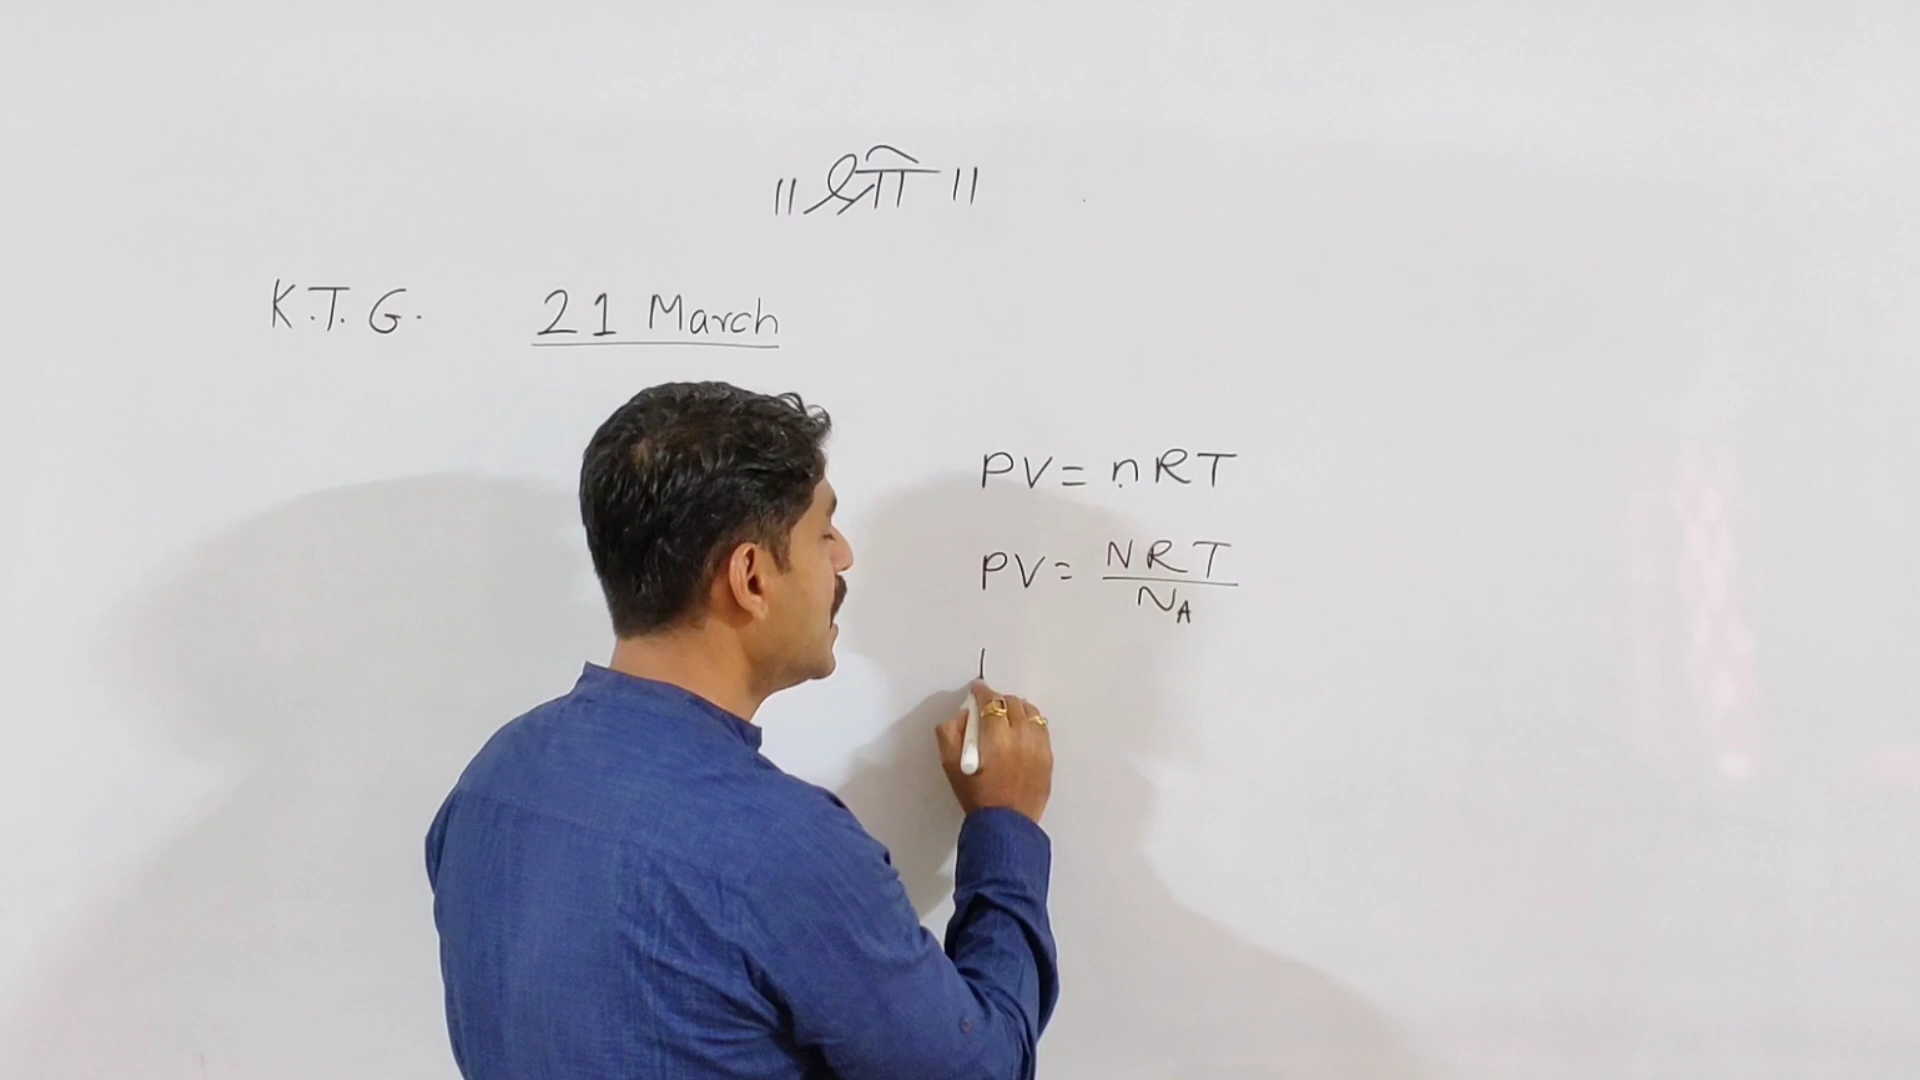 ॥ श्री ॥
K.T.G. 21 March
PV = nRT
PV = NRT / N_A